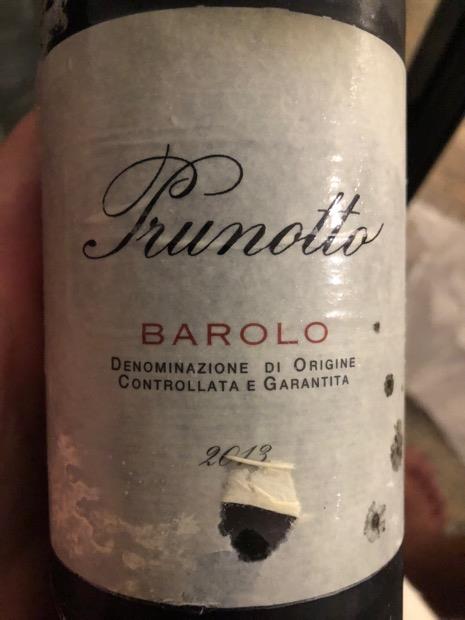 Prunotto
BAROLO
DENOMINAZIONE DI ORIGINE
CONTROLLATA E GARANTITA
2013